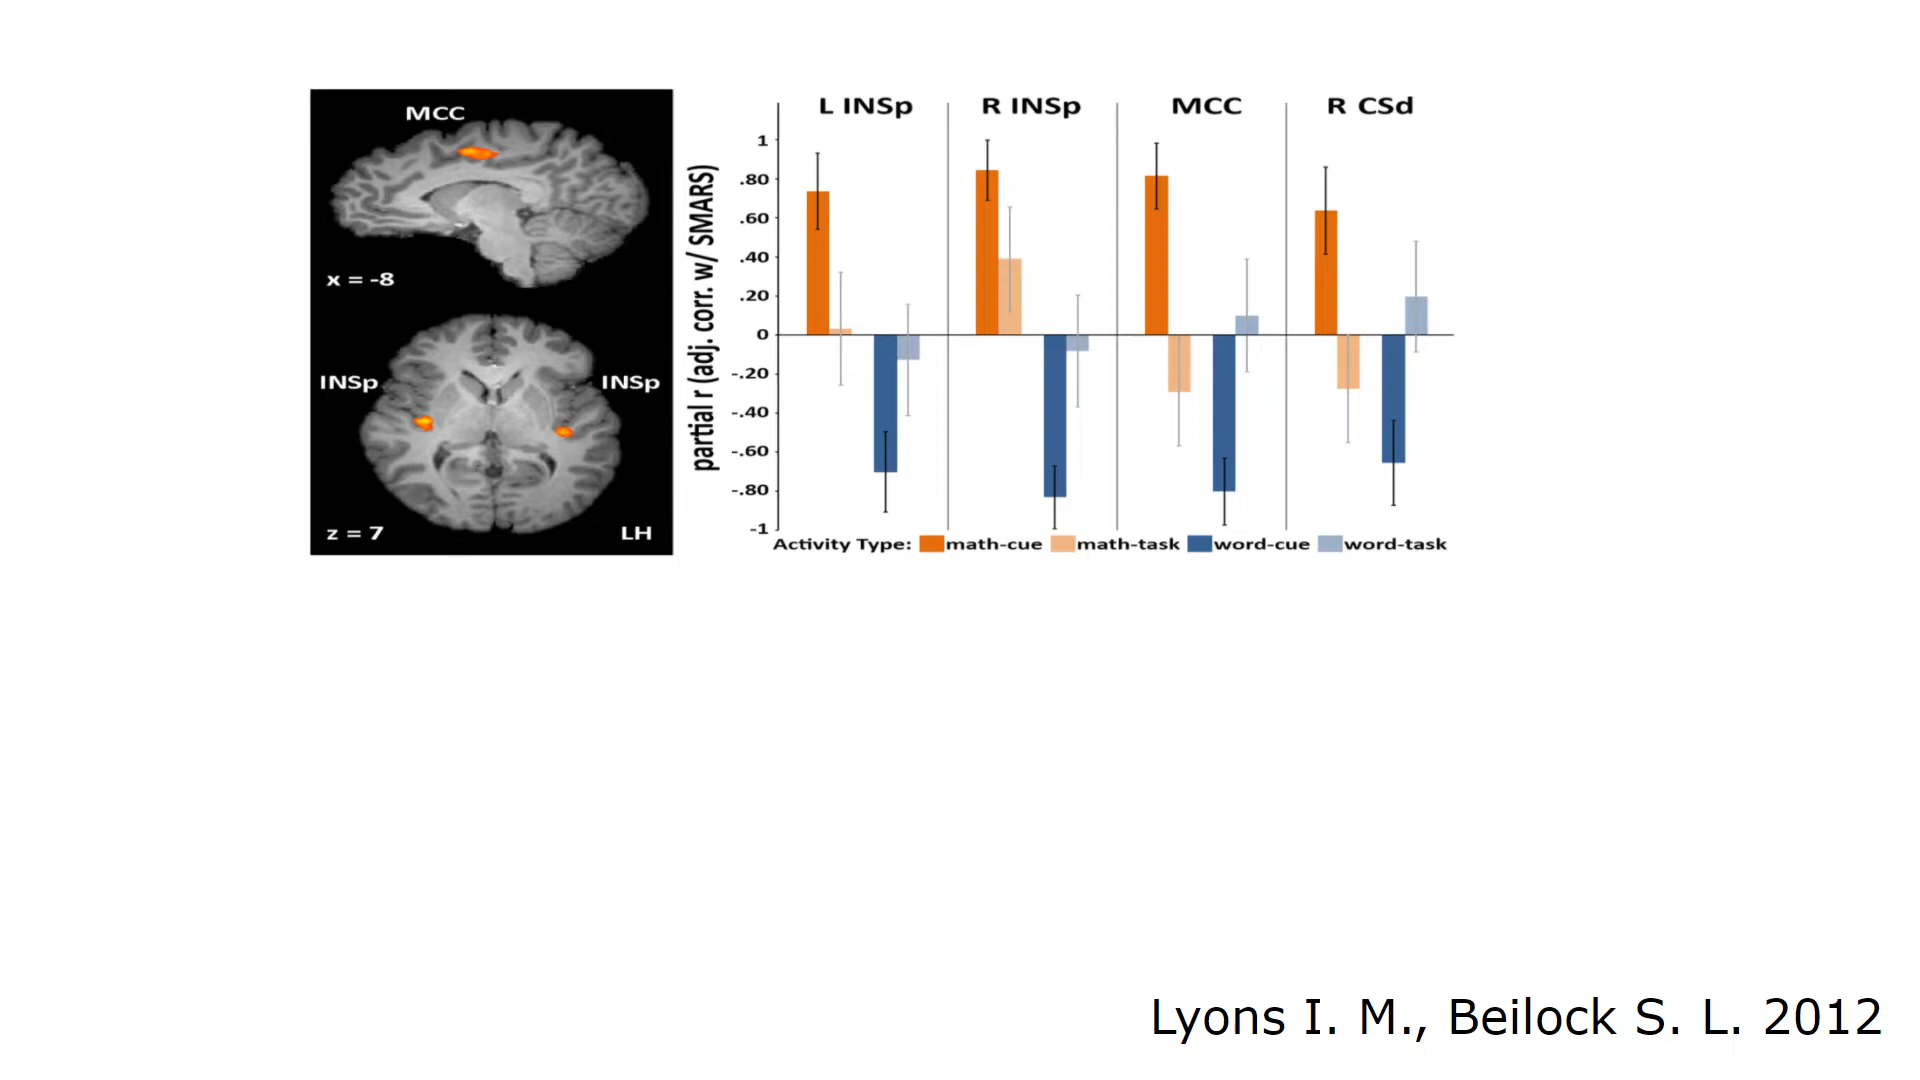 MCC
x = -8
INSp
INSp
z = 7
LH
L INSp
R INSp
MCC
R CSd
partial r (adj. corr. w/ SMARS)
1
.80
.60
.40
.20
0
-.20
-.40
-.60
-.80
-1
Activity Type: math-cue math-task word-cue word-task
Lyons I. M., Beilock S. L. 2012